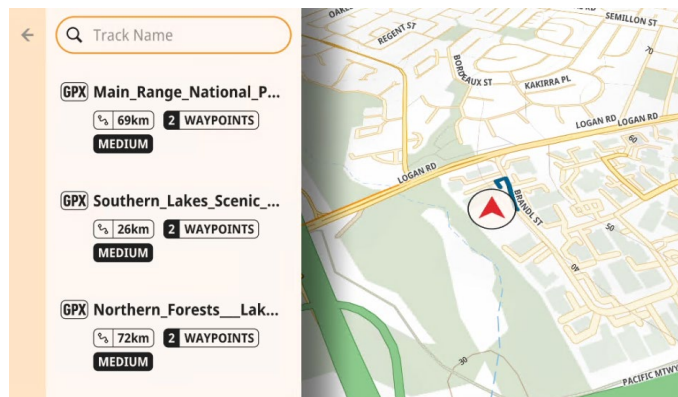 Track Name
GPX Main_Range_National_P...
69km 2 WAYPOINTS
MEDIUM
GPX Southern_Lakes_Scenic_...
26km 2 WAYPOINTS
MEDIUM
GPX Northern_Forests___Lak...
72km 2 WAYPOINTS
MEDIUM
SEMILLON ST
REGENT ST
70
BORDEAUX ST
KAKIRRA PL
LOGAN RD LOGAN RD
60
LOGAN RD
BRANDL ST
50
40
30
PACIFIC MTWY